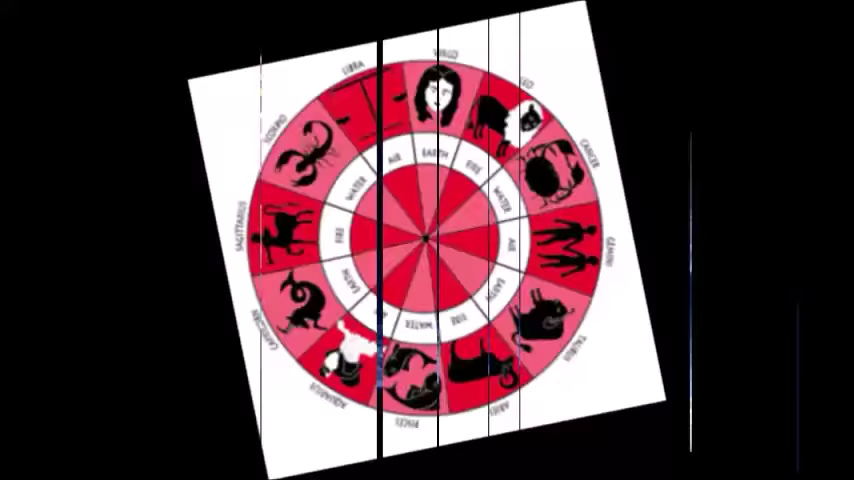 VIRGO
LEO
CANCER
GEMINI
TAURUS
ARIES
PISCES
AQUARIUS
CAPRICORN
SAGITTARIUS
SCORPIO
LIBRA
EARTH
FIRE
WATER
AIR
EARTH
FIRE
WATER
EARTH
FIRE
WATER
AIR